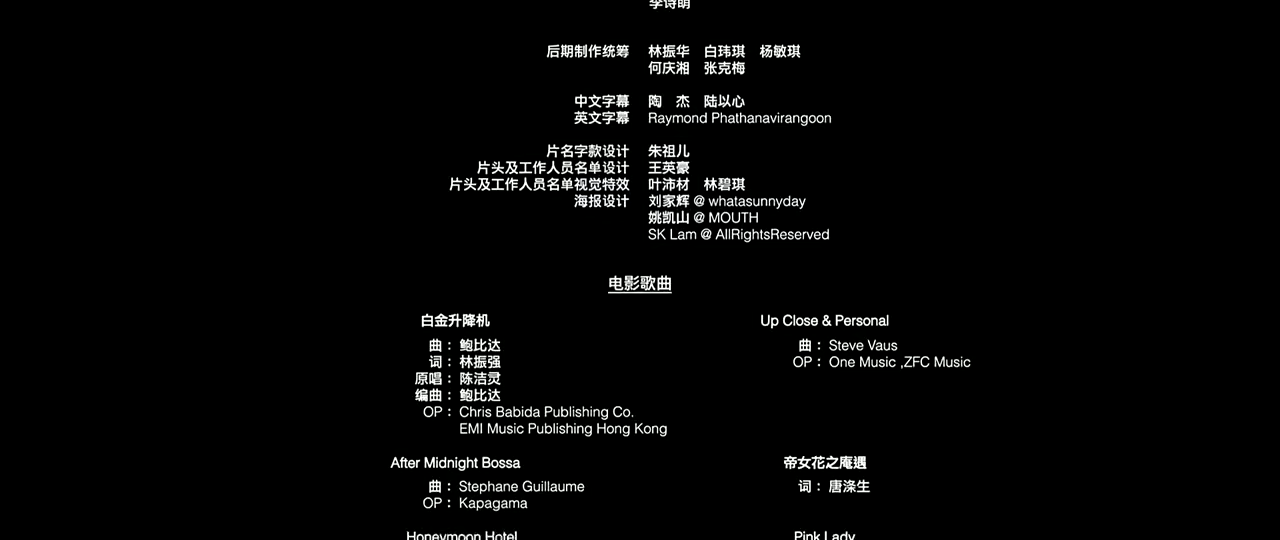 李诗明
后期制作统筹 林振华 白玮琪 杨敏琪
何庆湘 张克梅
中文字幕 陶 杰 陆以心
英文字幕 Raymond Phathanavirangoon
片名字款设计 朱祖儿
片头及工作人员名单设计 王英豪
片头及工作人员名单视觉特效 叶沛材 林碧琪
海报设计 刘家辉 @ whatasunnyday
姚凯山 @ MOUTH
SK Lam @ AllRightsReserved
电影歌曲
白金升降机
曲： 鲍比达
词： 林振强
原唱： 陈洁灵
编曲： 鲍比达
OP： Chris Babida Publishing Co.
EMI Music Publishing Hong Kong
Up Close & Personal
曲： Steve Vaus
OP： One Music ,ZFC Music
After Midnight Bossa
曲： Stephane Guillaume
OP： Kapagama
帝女花之庵遇
词： 唐涤生
Honeymoon Hotel
Pink Lady